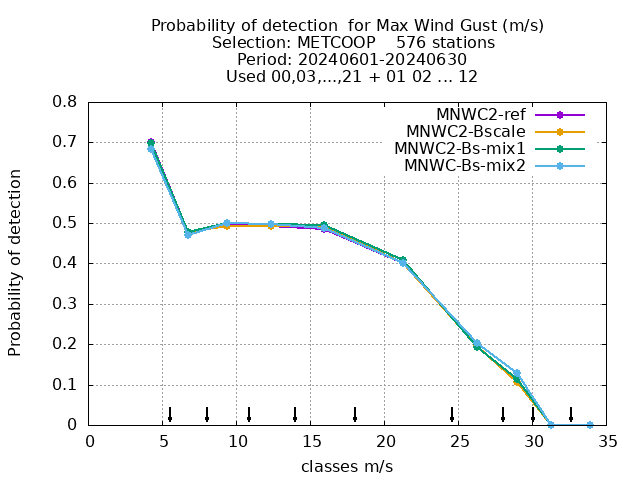 Probability of detection  for Max Wind Gust (m/s)
Selection: METCOOP    576 stations
Period: 20240601-20240630
Used 00,03,...,21 + 01 02 ... 12
MNWC2-ref
MNWC2-Bscale
MNWC2-Bs-mix1
MNWC-Bs-mix2
Probability of detection
0.8
0.7
0.6
0.5
0.4
0.3
0.2
0.1
0
0 5 10 15 20 25 30 35
classes m/s